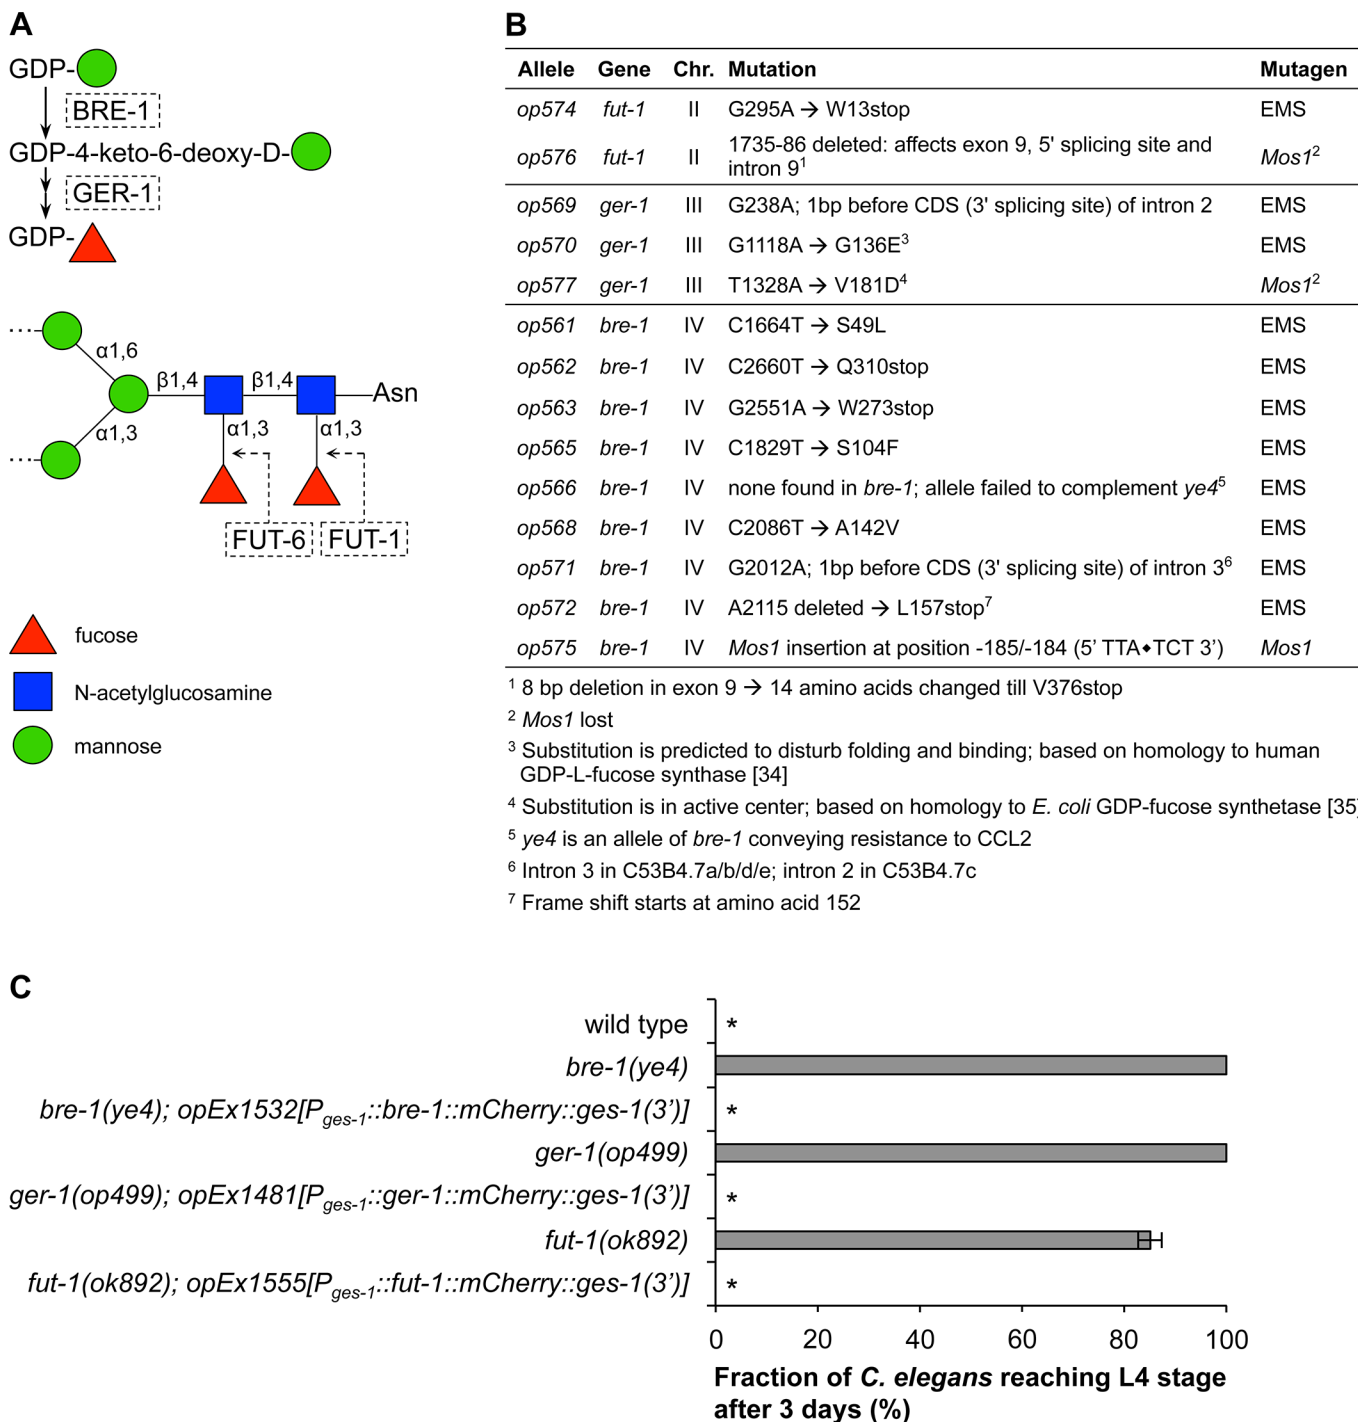 A
GDP-
BRE-1
GDP-4-keto-6-deoxy-D-
GER-1
GDP-
α1,6
β1,4 β1,4 Asn
α1,3 α1,3 α1,3
FUT-6 FUT-1
fucose
N-acetylglucosamine
mannose
B
Allele Gene Chr. Mutation Mutagen
op574 fut-1 II G295A → W13stop EMS
op576 fut-1 II 1735-86 deleted: affects exon 9, 5' splicing site and intron 9¹ Mos1²
op569 ger-1 III G238A; 1bp before CDS (3' splicing site) of intron 2 EMS
op570 ger-1 III G1118A → G136E³ EMS
op577 ger-1 III T1328A → V181D⁴ Mos1²
op561 bre-1 IV C1664T → S49L EMS
op562 bre-1 IV C2660T → Q310stop EMS
op563 bre-1 IV G2551A → W273stop EMS
op565 bre-1 IV C1829T → S104F EMS
op566 bre-1 IV none found in bre-1; allele failed to complement ye4⁵ EMS
op568 bre-1 IV C2086T → A142V EMS
op571 bre-1 IV G2012A; 1bp before CDS (3' splicing site) of intron 3⁶ EMS
op572 bre-1 IV A2115 deleted → L157stop⁷ EMS
op575 bre-1 IV Mos1 insertion at position -185/-184 (5' TTA◆TCT 3') Mos1
¹ 8 bp deletion in exon 9 → 14 amino acids changed till V376stop
² Mos1 lost
³ Substitution is predicted to disturb folding and binding; based on homology to human
GDP-L-fucose synthase [34]
⁴ Substitution is in active center; based on homology to E. coli GDP-fucose synthetase [35]
⁵ ye4 is an allele of bre-1 conveying resistance to CCL2
⁶ Intron 3 in C53B4.7a/b/d/e; intron 2 in C53B4.7c
⁷ Frame shift starts at amino acid 152
C
wild type *
bre-1(ye4)
bre-1(ye4); opEx1532[Pges-1::bre-1::mCherry::ges-1(3')] *
ger-1(op499)
ger-1(op499); opEx1481[Pges-1::ger-1::mCherry::ges-1(3')] *
fut-1(ok892)
fut-1(ok892); opEx1555[Pges-1::fut-1::mCherry::ges-1(3')] *
0 20 40 60 80 100
Fraction of C. elegans reaching L4 stage
after 3 days (%)